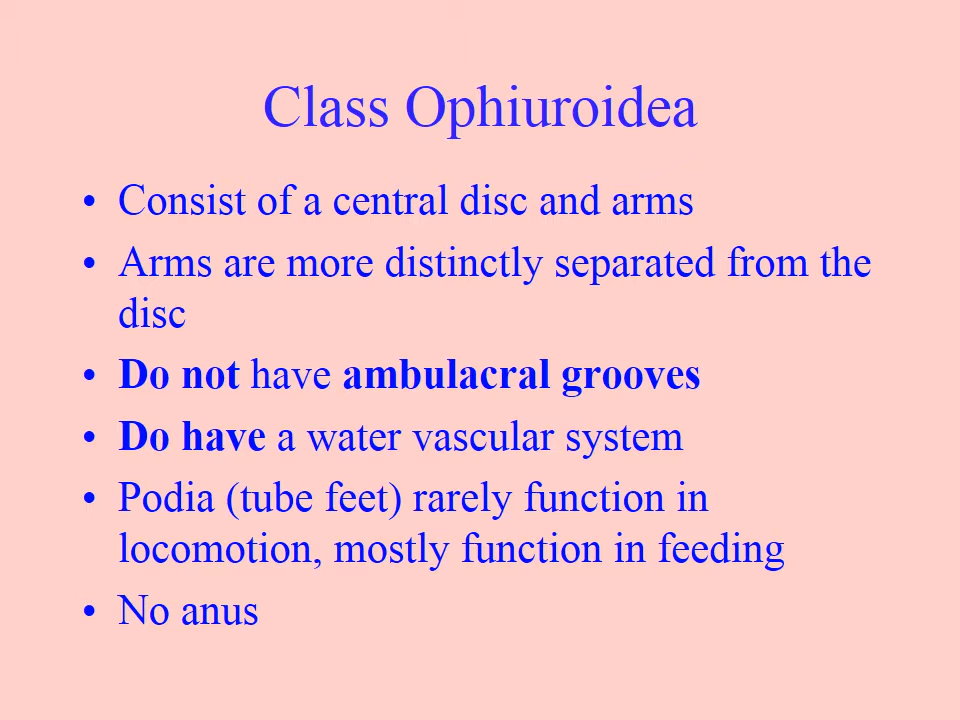 Class Ophiuroidea
• Consist of a central disc and arms
• Arms are more distinctly separated from the
disc
• Do not have ambulacral grooves
• Do have a water vascular system
• Podia (tube feet) rarely function in
locomotion, mostly function in feeding
• No anus